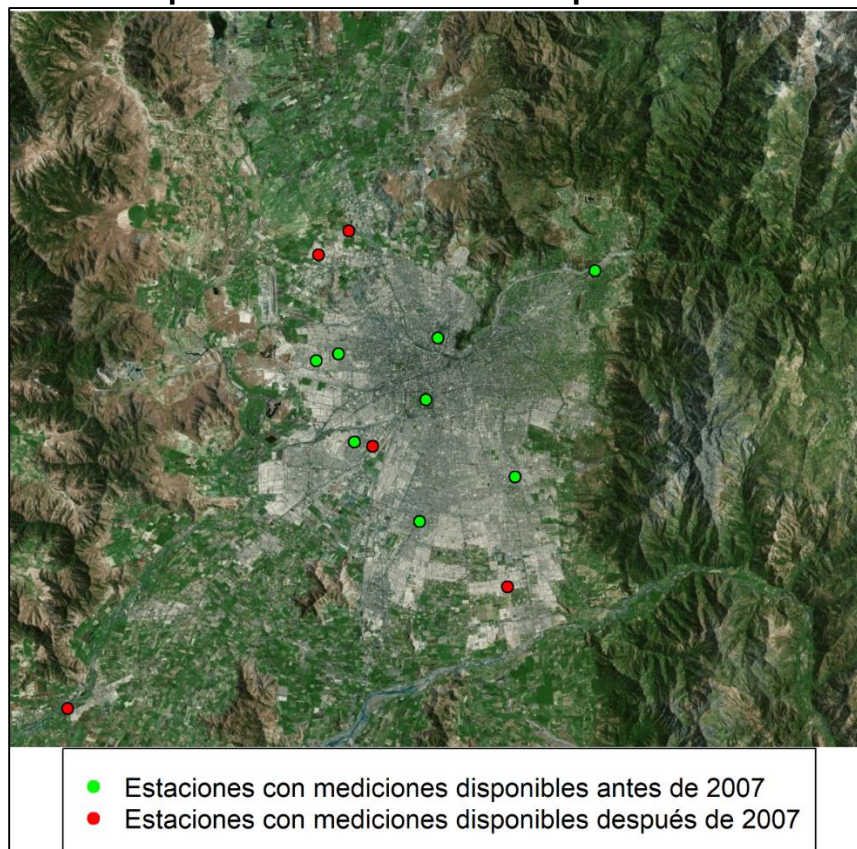 Estaciones con mediciones disponibles antes de 2007
Estaciones con mediciones disponibles después de 2007